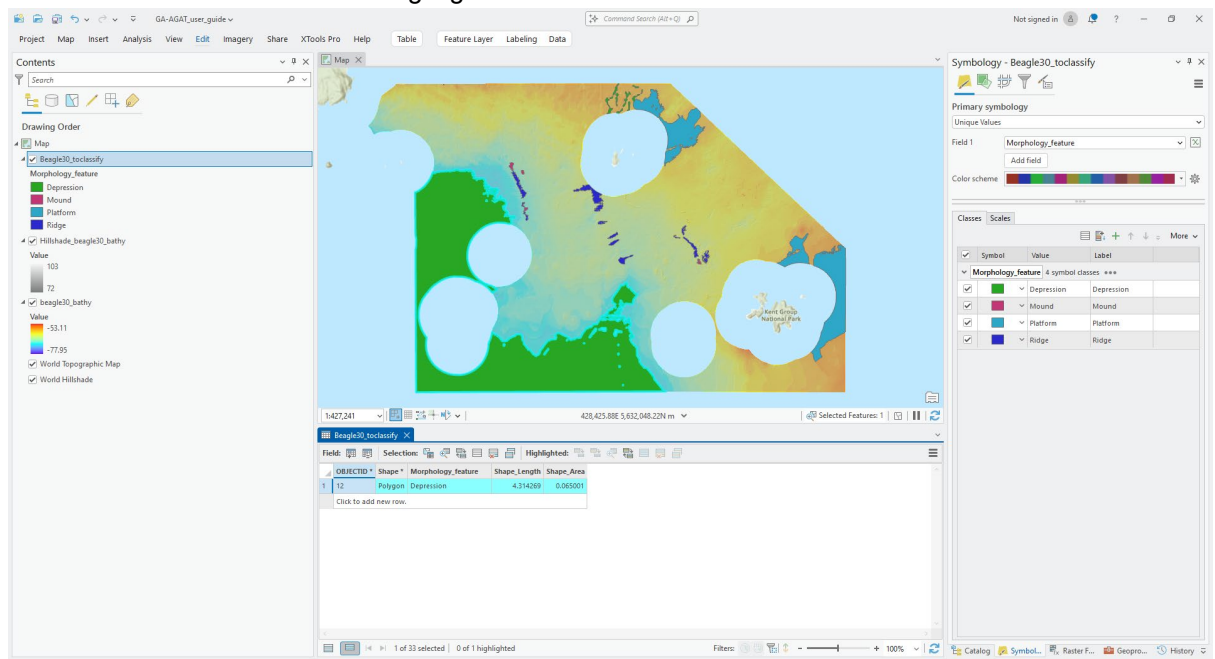 GA-AGAT_user_guide
Command Search (Alt+Q)
Not signed in
Project Map Insert Analysis View Edit Imagery Share XTools Pro Help Table Feature Layer Labeling Data
Contents
Search
Drawing Order
Map
Beagle30_toclassify
Morphology_feature
Depression
Mound
Platform
Ridge
Hillshade_beagle30_bathy
Value
103
72
beagle30_bathy
Value
-53.11
-77.95
World Topographic Map
World Hillshade
Map
Kent Group
National Park
1:427,241
428,425.88E 5,632,048.22N m
Selected Features: 1
Beagle30_toclassify
Field: Selection: Highlighted:
OBJECTID * Shape * Morphology_feature Shape_Length Shape_Area
1 12 Polygon Depression 4.314269 0.065001
Click to add new row.
1 of 33 selected 0 of 1 highlighted
Filters:
100%
Symbology - Beagle30_toclassify
Primary symbology
Unique Values
Field 1 Morphology_feature
Add field
Color scheme
Classes Scales
More
Symbol Value Label
Morphology_feature 4 symbol classes
Depression Depression
Mound Mound
Platform Platform
Ridge Ridge
Catalog Symbol... Raster F... Geopro... History